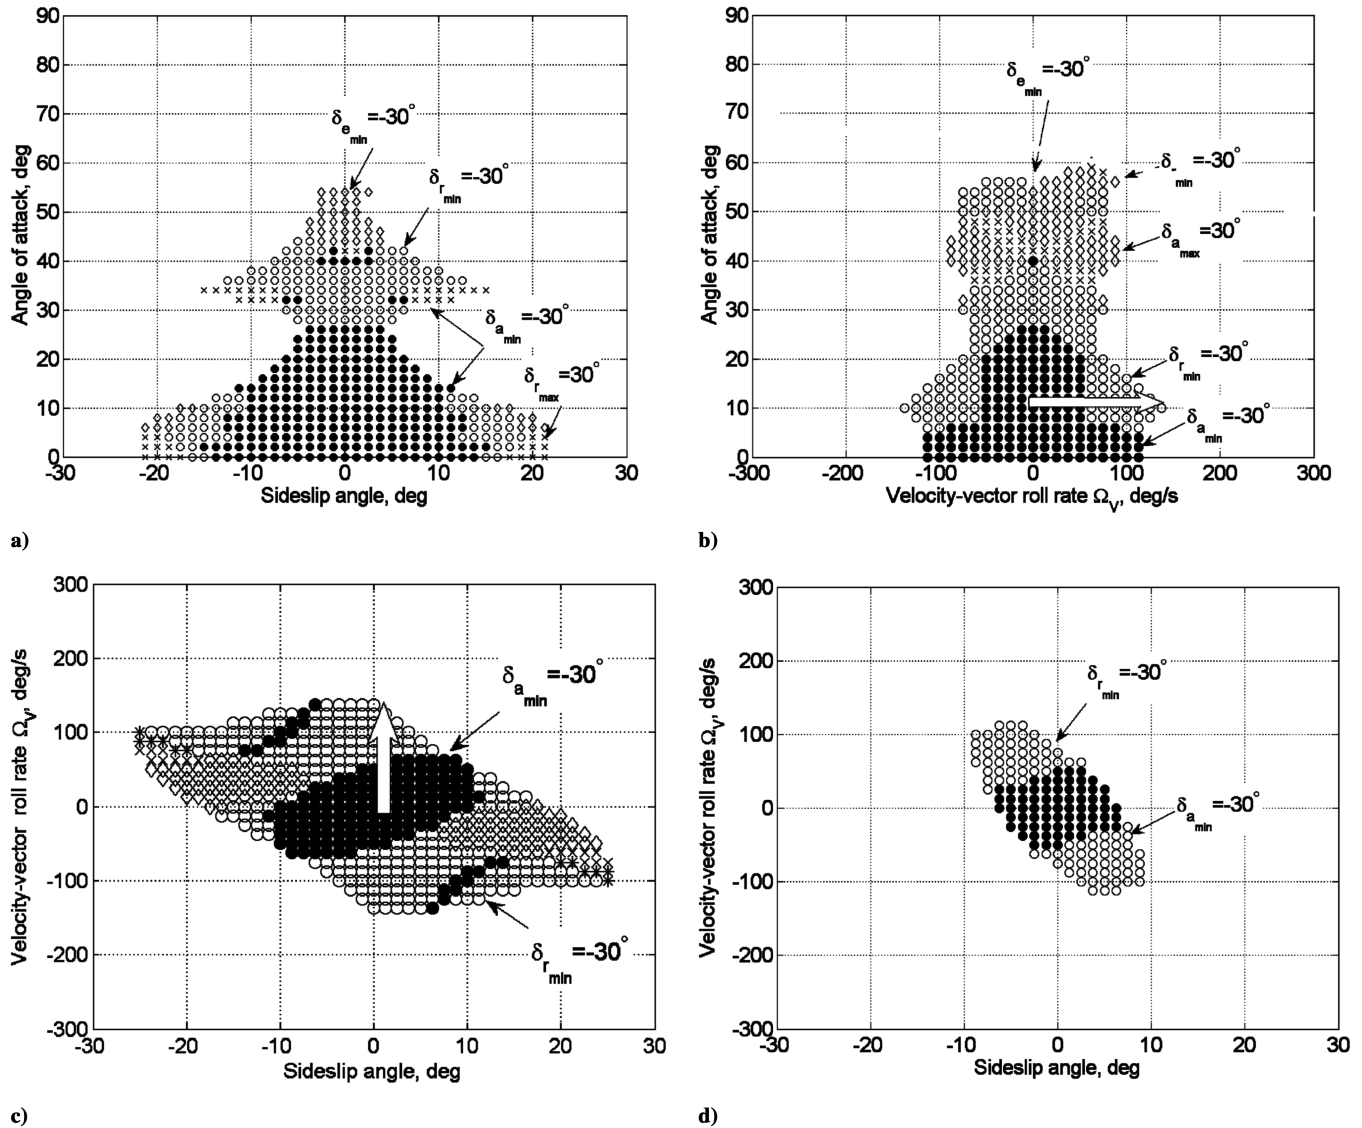 90
80
70
60
50
40
30
20
10
0
-30 -20 -10 0 10 20 30
Angle of attack, deg
Sideslip angle, deg
δe min =-30°
δr min =-30°
δa min =-30°
δr max =30°
a)
90
80
70
60
50
40
30
20
10
0
-300 -200 -100 0 100 200 300
Angle of attack, deg
Velocity-vector roll rate ΩV, deg/s
δe min =-30°
δ- min =-30°
δa max =30°
δr min =-30°
δa min =-30°
b)
300
200
100
0
-100
-200
-300
-30 -20 -10 0 10 20 30
Velocity-vector roll rate ΩV, deg/s
Sideslip angle, deg
δa min =-30°
δr min =-30°
c)
300
200
100
0
-100
-200
-300
-30 -20 -10 0 10 20 30
Velocity-vector roll rate ΩV, deg/s
Sideslip angle, deg
δr min =-30°
δa min =-30°
d)